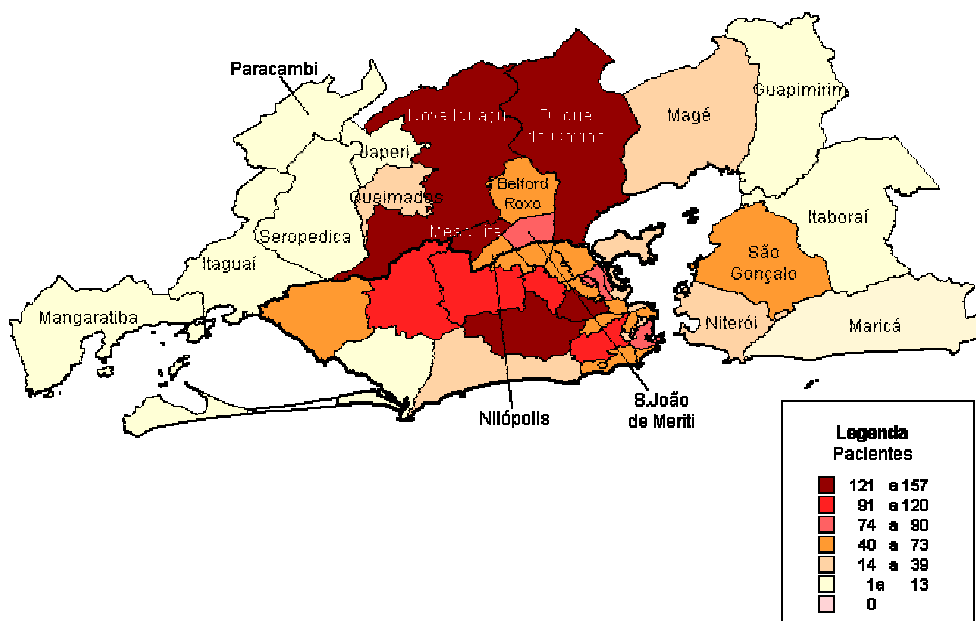 Paracambi
Guapimirim
Magé
Japeri
Belford
Roxo
Queimados
Itaboraí
Seropedica
São
Gonçalo
Itaguaí
Mangaratiba
Niterói
Maricá
Nilópolis
S.João
de Meriti
Legenda
Pacientes
121 a 157
91 a 120
74 a 90
40 a 73
14 a 39
1a 13
0